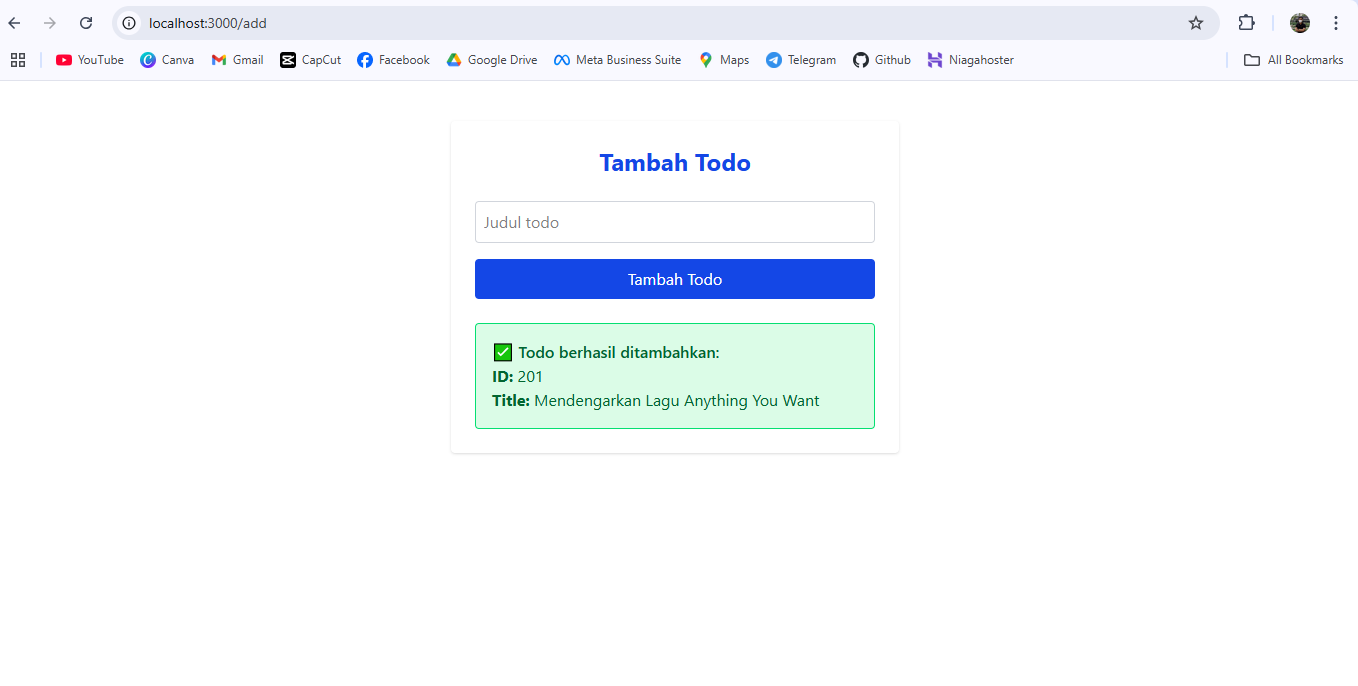 localhost:3000/add
YouTube Canva Gmail CapCut Facebook Google Drive Meta Business Suite Maps Telegram Github Niagahoster All Bookmarks
Tambah Todo
Judul todo
Tambah Todo
✅ Todo berhasil ditambahkan:
ID: 201
Title: Mendengarkan Lagu Anything You Want